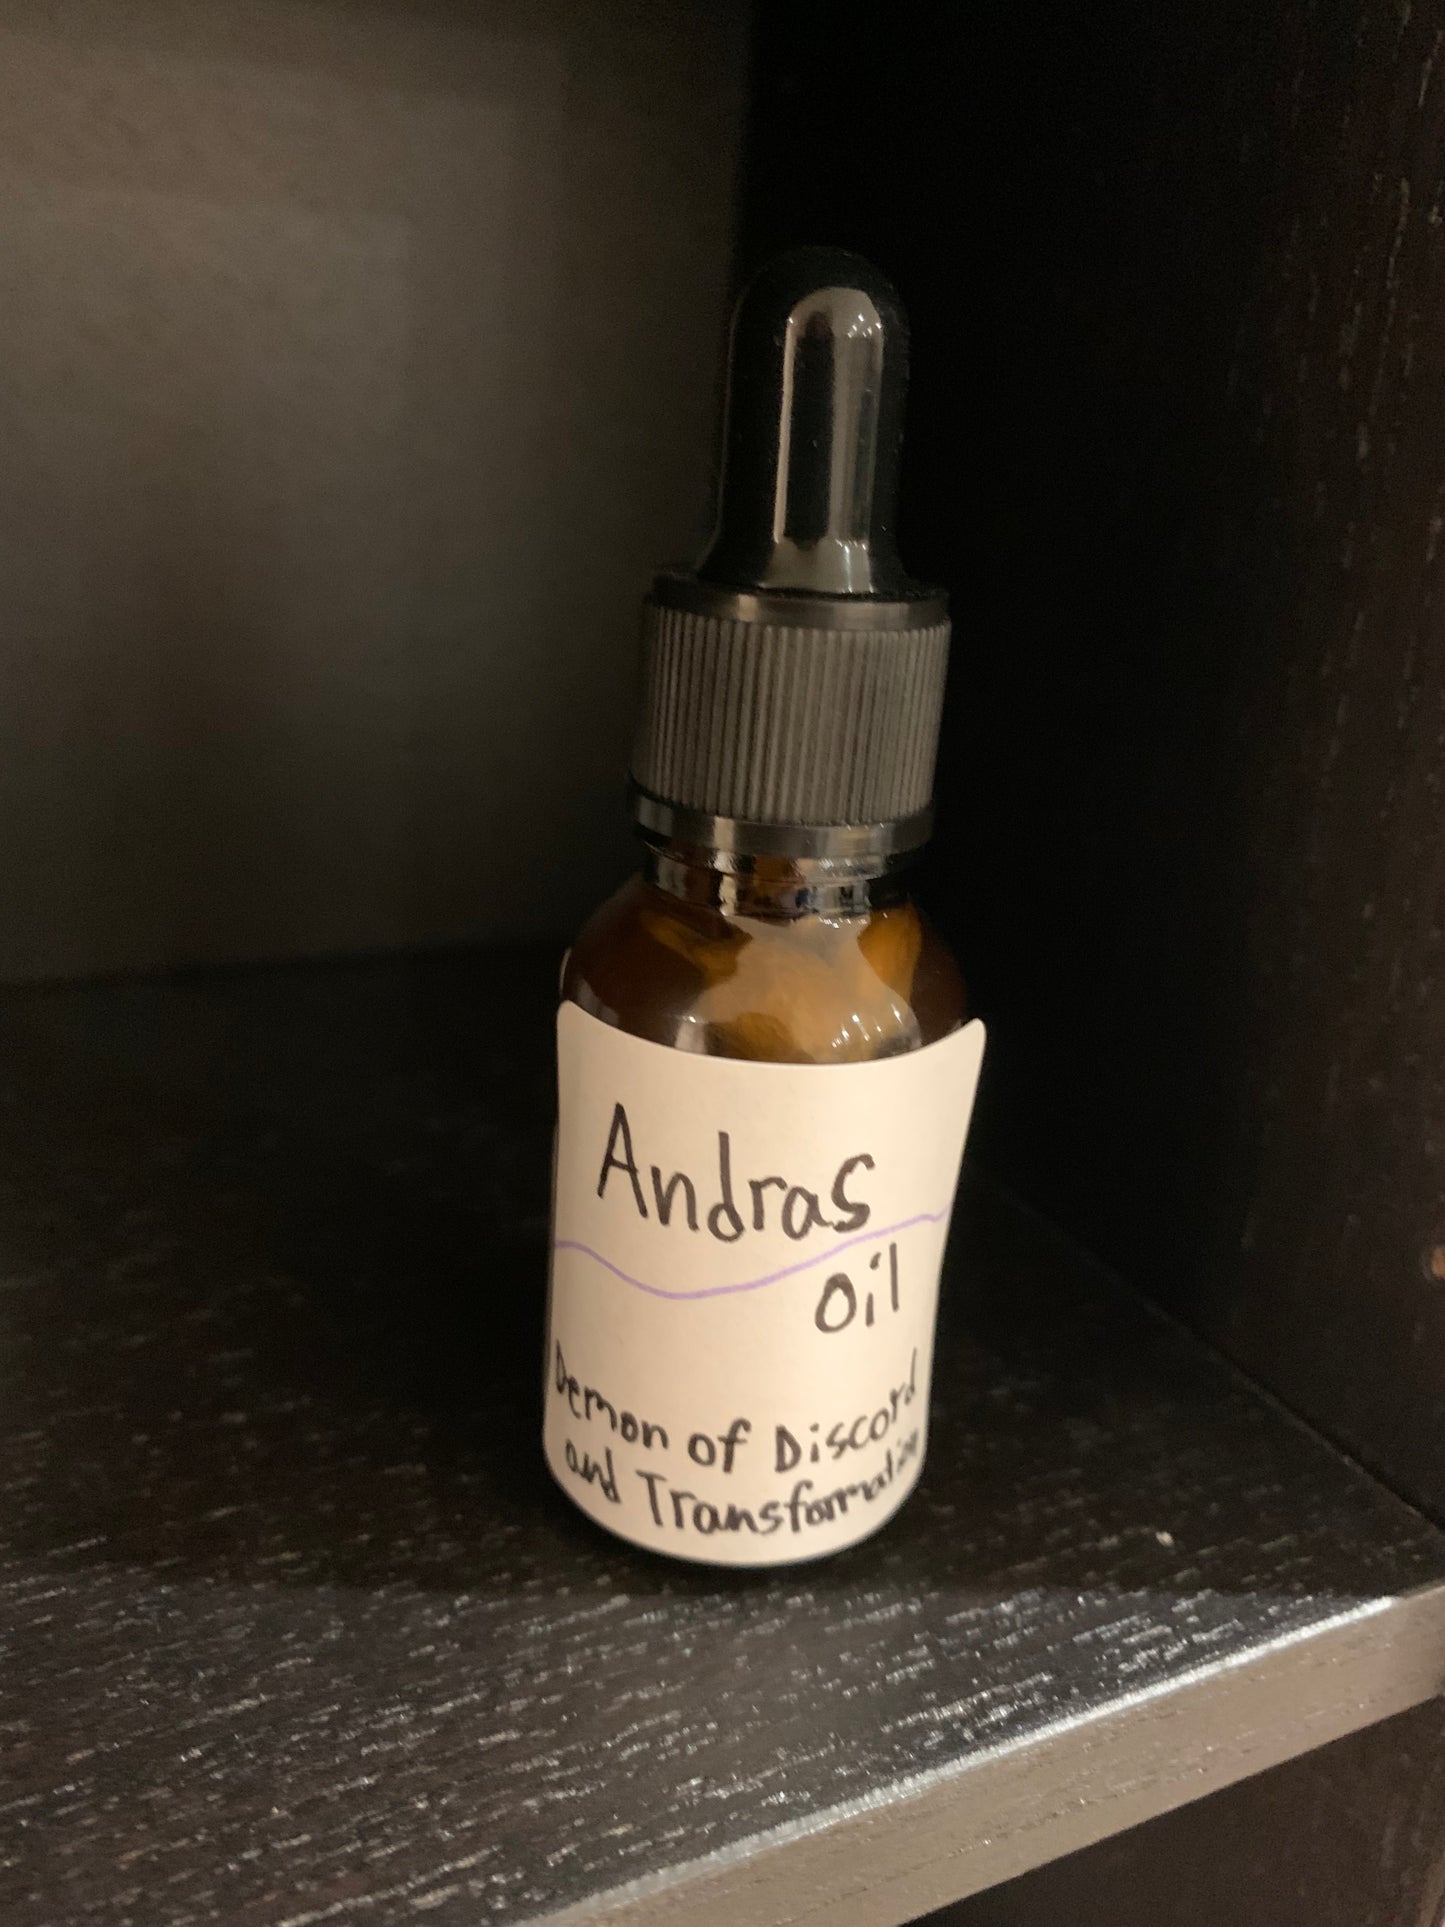 Andras
Oil
Demon of Discord
and Transformation